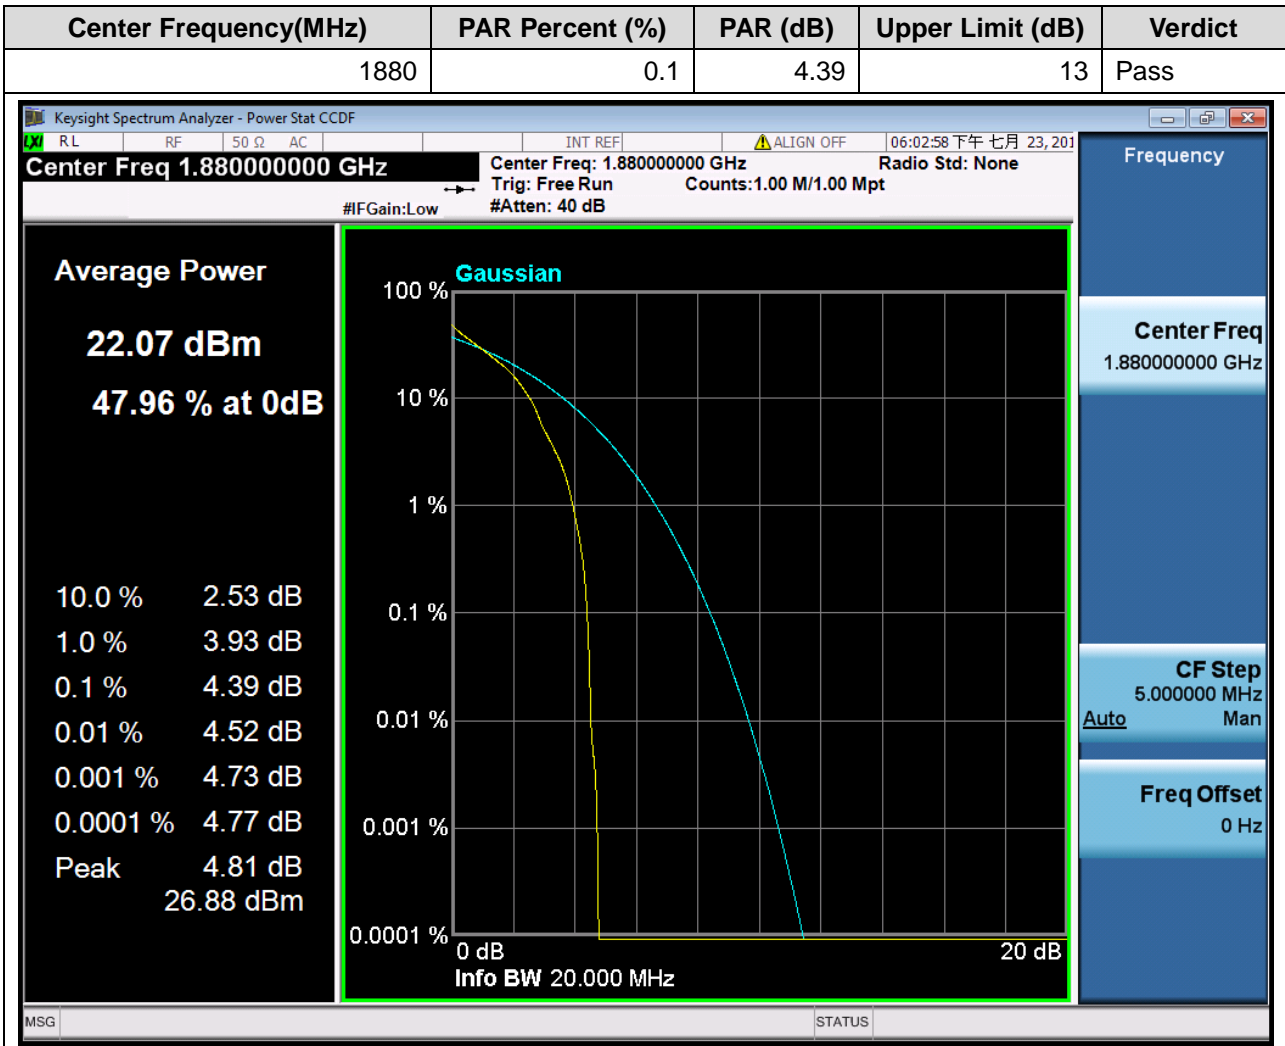 Center Frequency(MHz) PAR Percent (%) PAR (dB) Upper Limit (dB) Verdict
1880 0.1 4.39 13 Pass
Keysight Spectrum Analyzer - Power Stat CCDF
LXI RL RF 50 Ω AC INT REF ALIGN OFF 06:02:58 下午 七月 23, 201
Center Freq 1.880000000 GHz
Center Freq: 1.880000000 GHz Radio Std: None
Trig: Free Run Counts:1.00 M/1.00 Mpt
#IFGain:Low #Atten: 40 dB
Frequency
Average Power
22.07 dBm
47.96 % at 0dB
10.0 % 2.53 dB
1.0 % 3.93 dB
0.1 % 4.39 dB
0.01 % 4.52 dB
0.001 % 4.73 dB
0.0001 % 4.77 dB
Peak 4.81 dB
26.88 dBm
Gaussian
100 %
10 %
1 %
0.1 %
0.01 %
0.001 %
0.0001 %
0 dB 20 dB
Info BW 20.000 MHz
Center Freq
1.880000000 GHz
CF Step
5.000000 MHz
Auto Man
Freq Offset
0 Hz
MSG STATUS